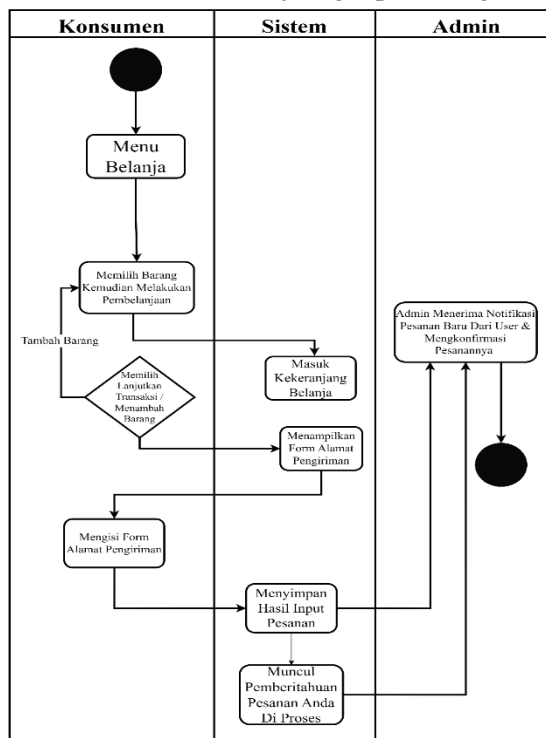 Konsumen
Sistem
Admin
Menu
Belanja
Memilih Barang
Kemudian Melakukan
Pembelanjaan
Tambah Barang
Memilih
Lanjutkan
Transaksi /
Menambah
Barang
Masuk
Kekeranjang
Belanja
Menampilkan
Form Alamat
Pengiriman
Mengisi Form
Alamat Pengiriman
Menyimpan
Hasil Input
Pesanan
Muncul
Pemberitahuan
Pesanan Anda
Di Proses
Admin Menerima Notifikasi
Pesanan Baru Dari User &
Mengkonfirmasi
Pesanannya